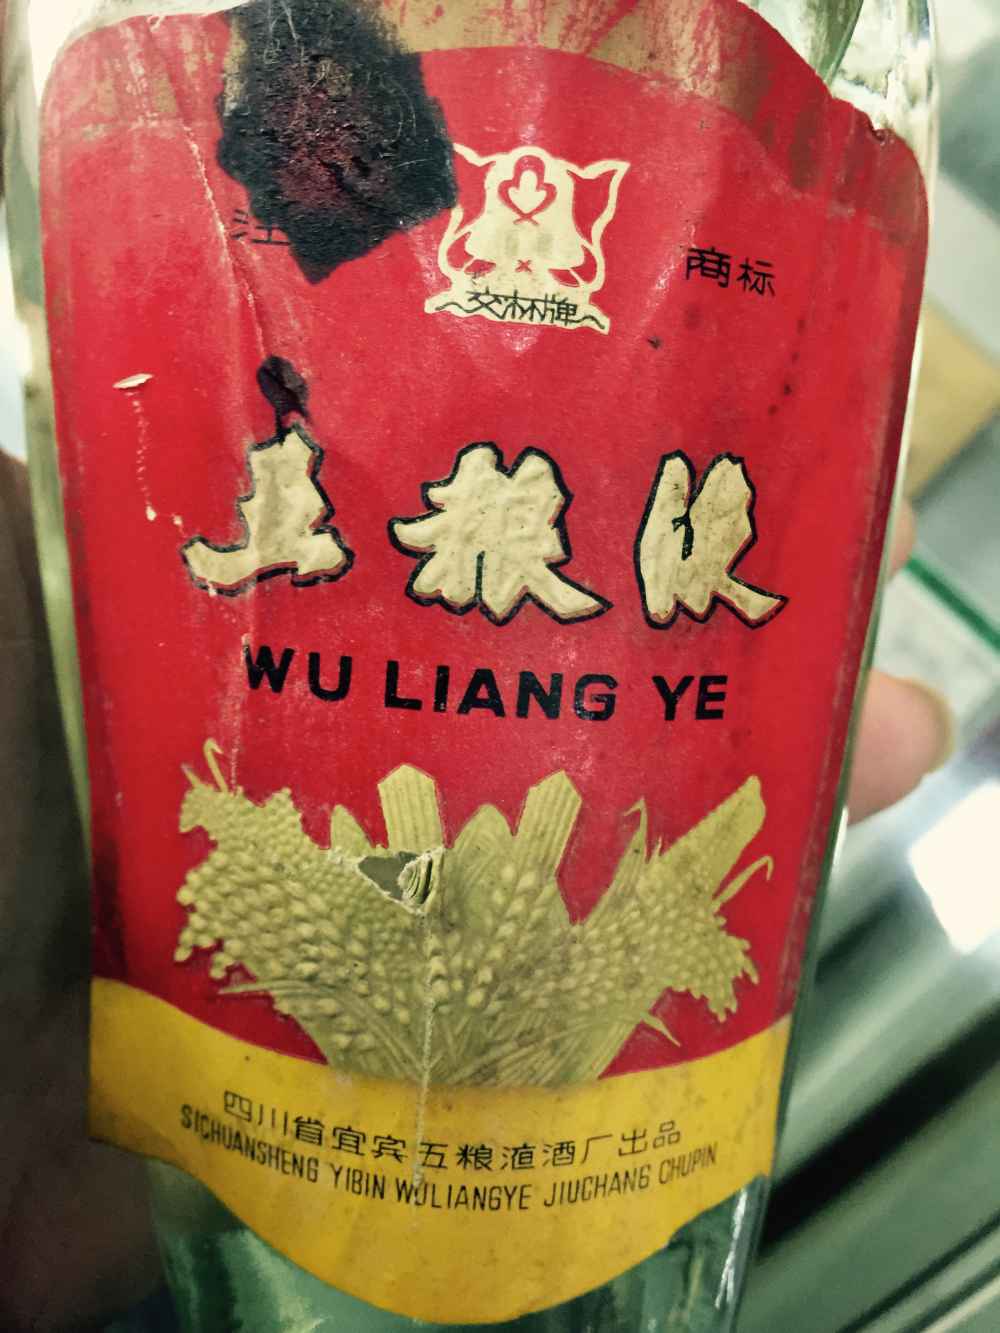 注 商标
交杯牌
五粮液
WU LIANG YE
四川省宜宾五粮液酒厂出品
SICHUANSHENG YIBIN WULIANGYE JIUCHANG CHUPIN